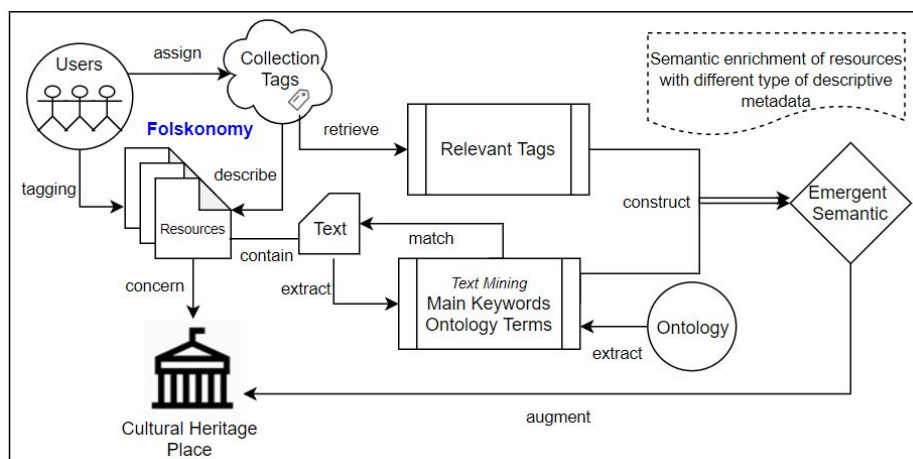 Users
assign
Collection
Tags
Semantic enrichment of resources
with different type of descriptive
metadata
Folskonomy
retrieve
Relevant Tags
tagging
describe
Resources
construct
Emergent
Semantic
Text
match
contain
concern
extract
Text Mining
Main Keywords
Ontology Terms
Ontology
extract
augment
Cultural Heritage
Place